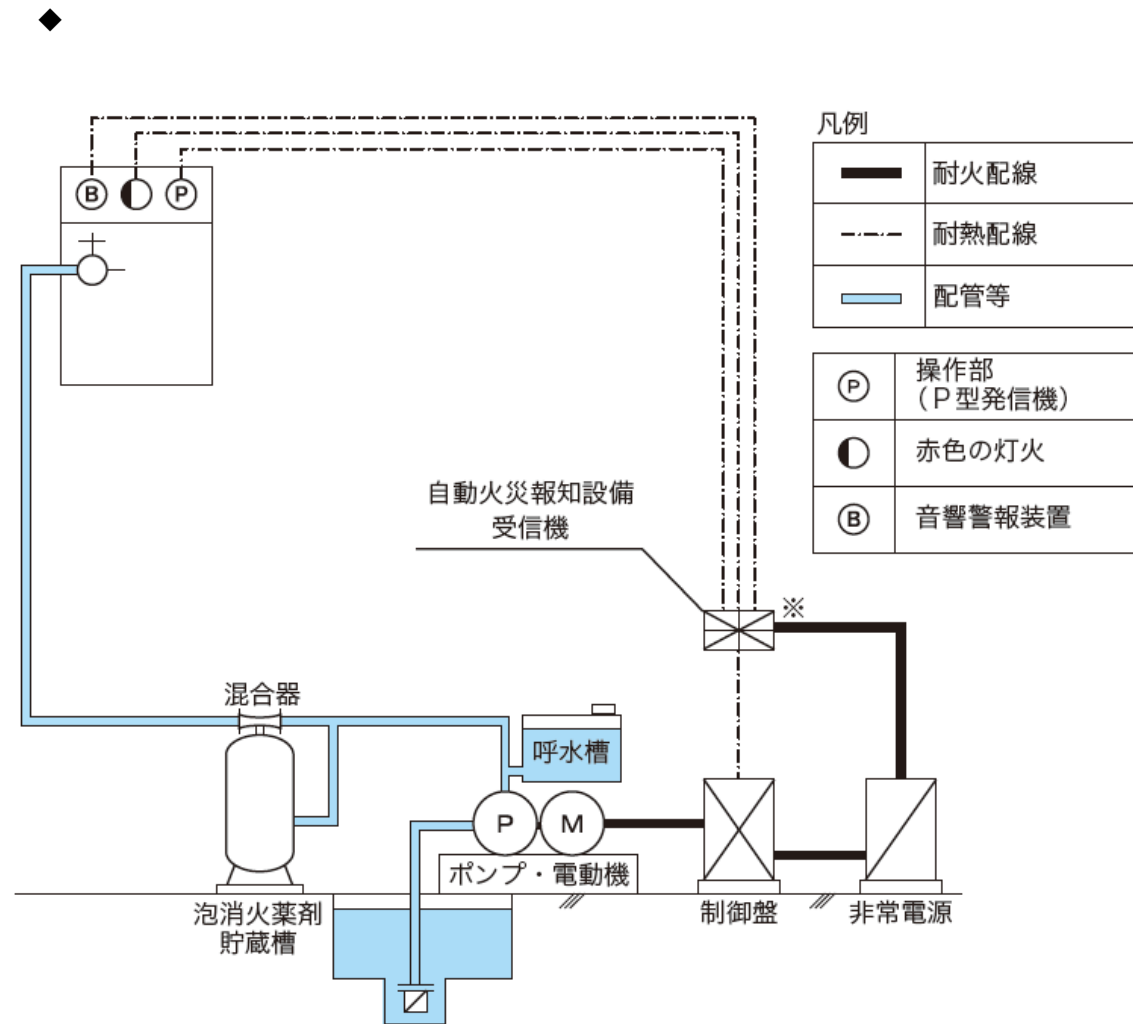 ◆
凡例
耐火配線
耐熱配線
配管等
B
P
P
操作部
(P型発信機)
赤色の灯火
B
音響警報装置
自動火災報知設備
受信機
※
混合器
呼水槽
P
M
ポンプ・電動機
泡消火薬剤
貯蔵槽
制御盤
非常電源